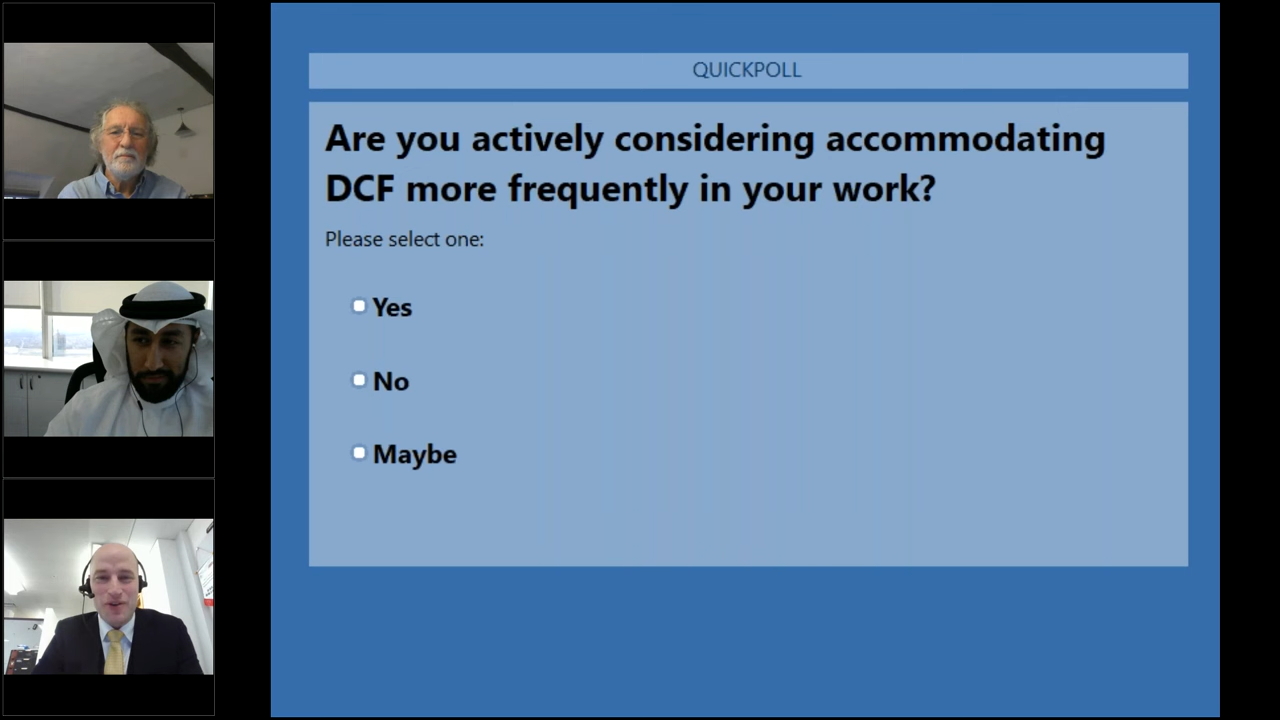 QUICKPOLL
Are you actively considering accommodating
DCF more frequently in your work?
Please select one:
Yes
No
Maybe